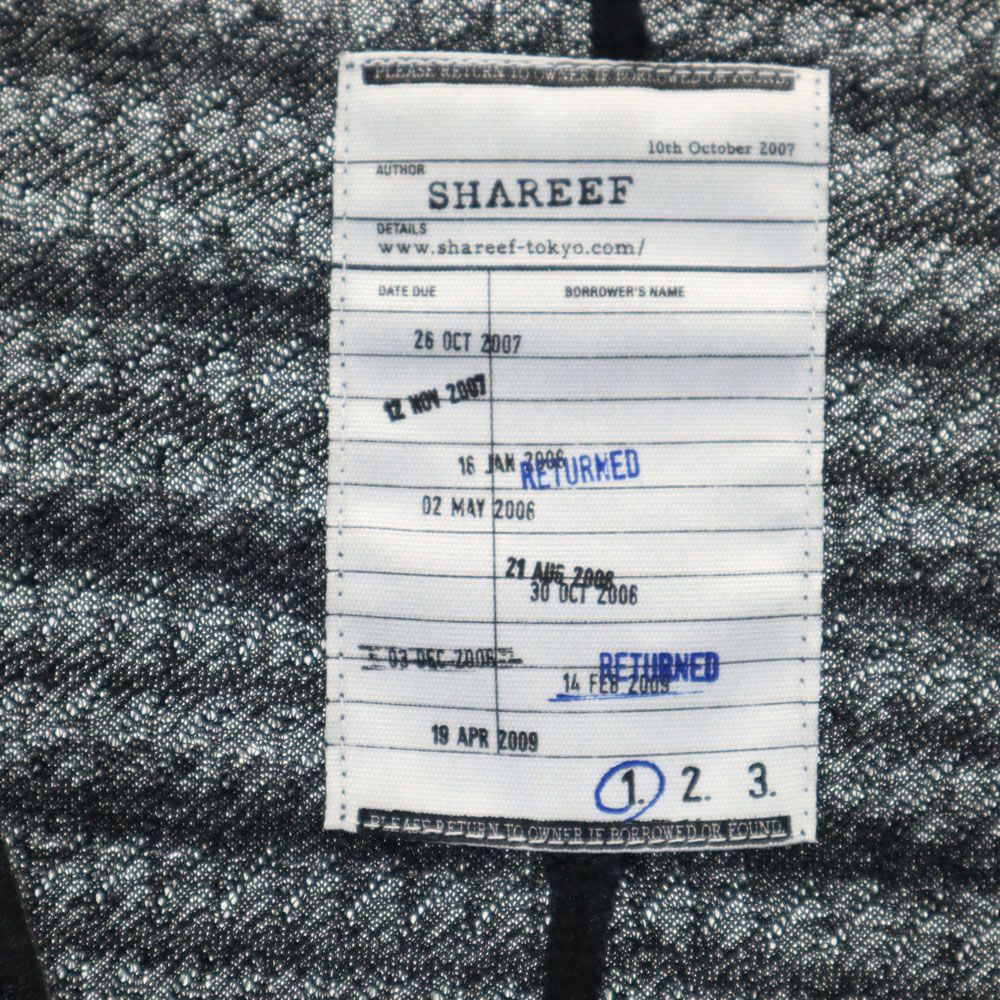 PLEASE RETURN TO OWNER IF
10th October 2007
AUTHOR
SHAREEF
DETAILS
www.shareef-tokyo.com/
DATE DUE BORROWER'S NAME
26 OCT 2007
12 NOV 2007
16 JAN 2006
RETURNED
02 MAY 2006
21 AUG 2006
30 OCT 2006
03 DEC 2006
RETURNED
14 FEB 2009
19 APR 2009
1. 2. 3.
PLEASE RETURN TO OWNER IF BORROWED OR FOUND